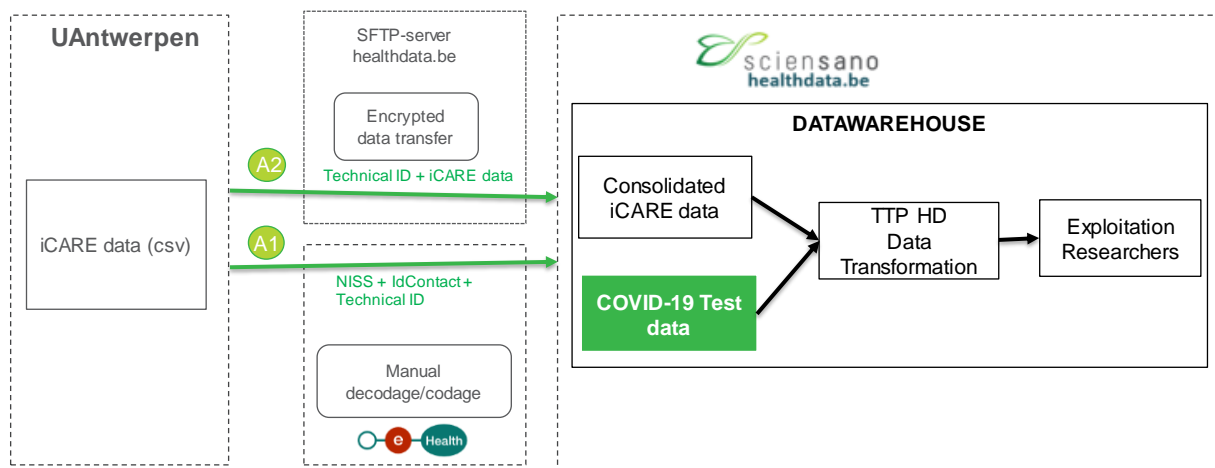 UAntwerpen
iCARE data (csv)
SFTP-server
healthdata.be
Encrypted
data transfer
A2
Technical ID + iCARE data
A1
NISS + IdContact +
Technical ID
Manual
decodage/codage
e
Health
sciensano
healthdata.be
DATAWAREHOUSE
Consolidated
iCARE data
COVID-19 Test
data
TTP HD
Data
Transformation
Exploitation
Researchers